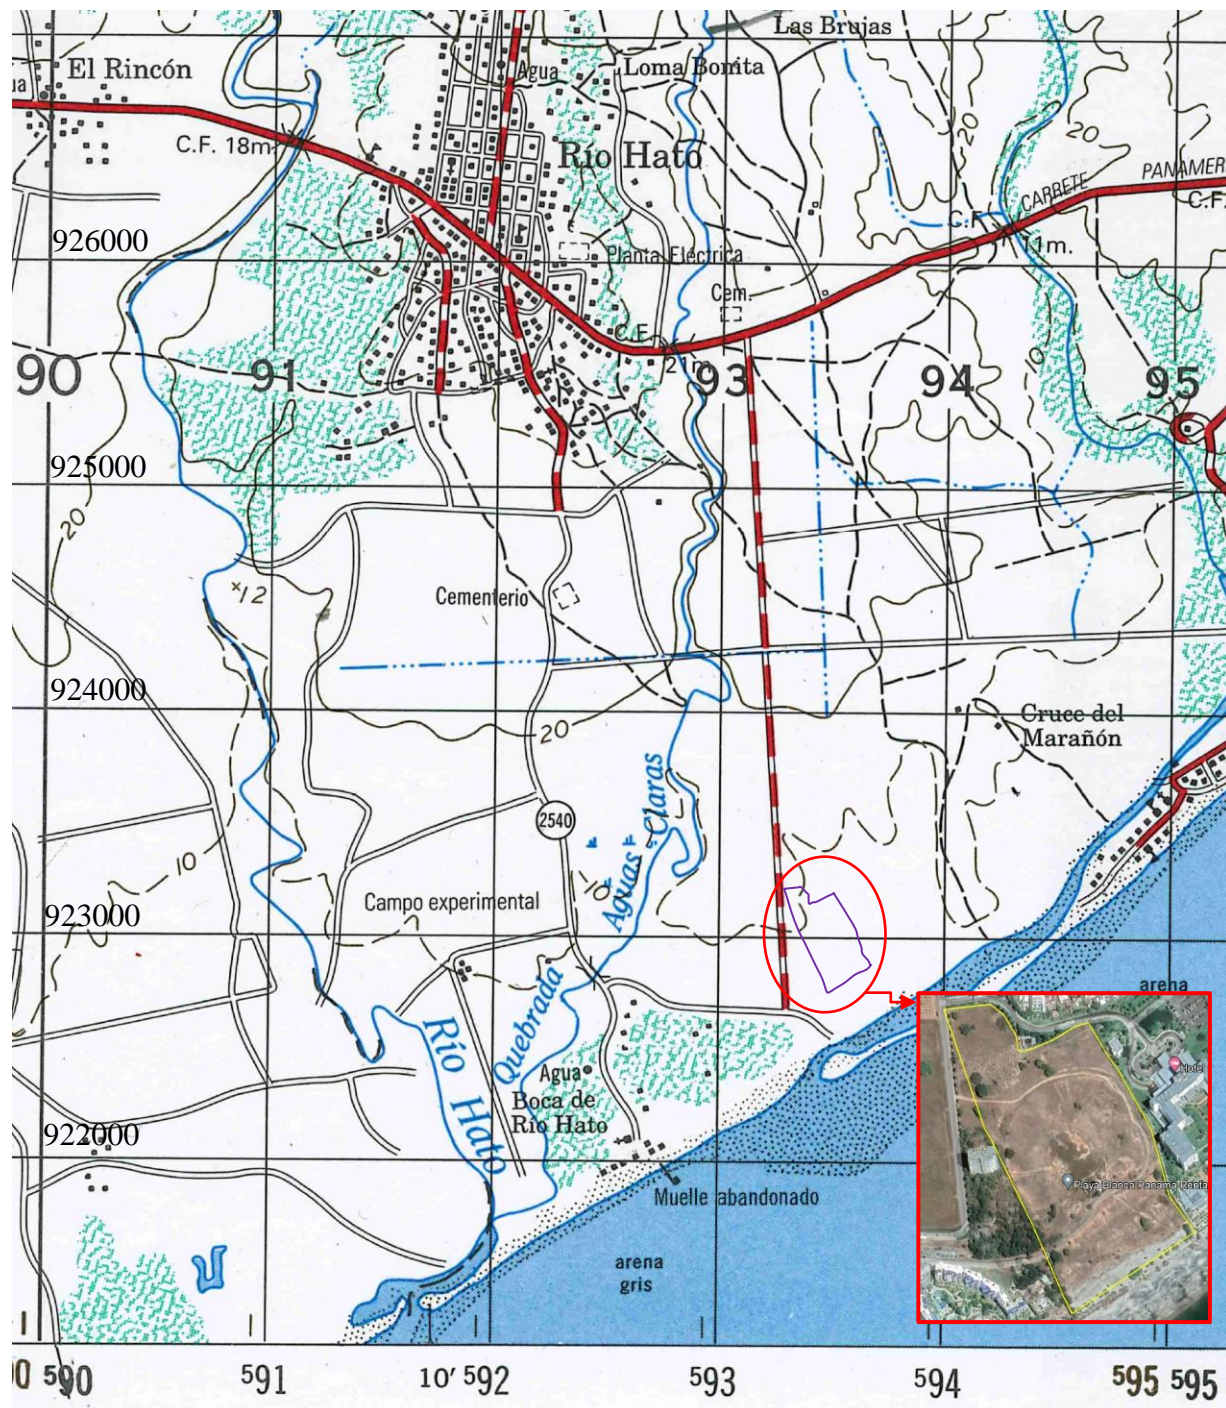 Las Brujas
El Rincón
Agua
Loma Bonita
ua
C.F. 18m
Río Hato
20
20
CARRETE
PANAMER
C.F.
C.F.
11m.
926000
Planta Eléctrica
Cem.
C.F.
21m
10
90
91
93
94
95
925000
20
×12
Cementerio
924000
20
Cruce del
Marañón
Claras
2540
10
Aguas
10
Campo experimental
923000
arena
Quebrada
Río
Hato
Agua
Boca de
Río Hato
Hotel
922000
Playa Blanca Panama Renta
Muelle abandonado
arena
gris
590
591
10′ 592
593
594
595 595